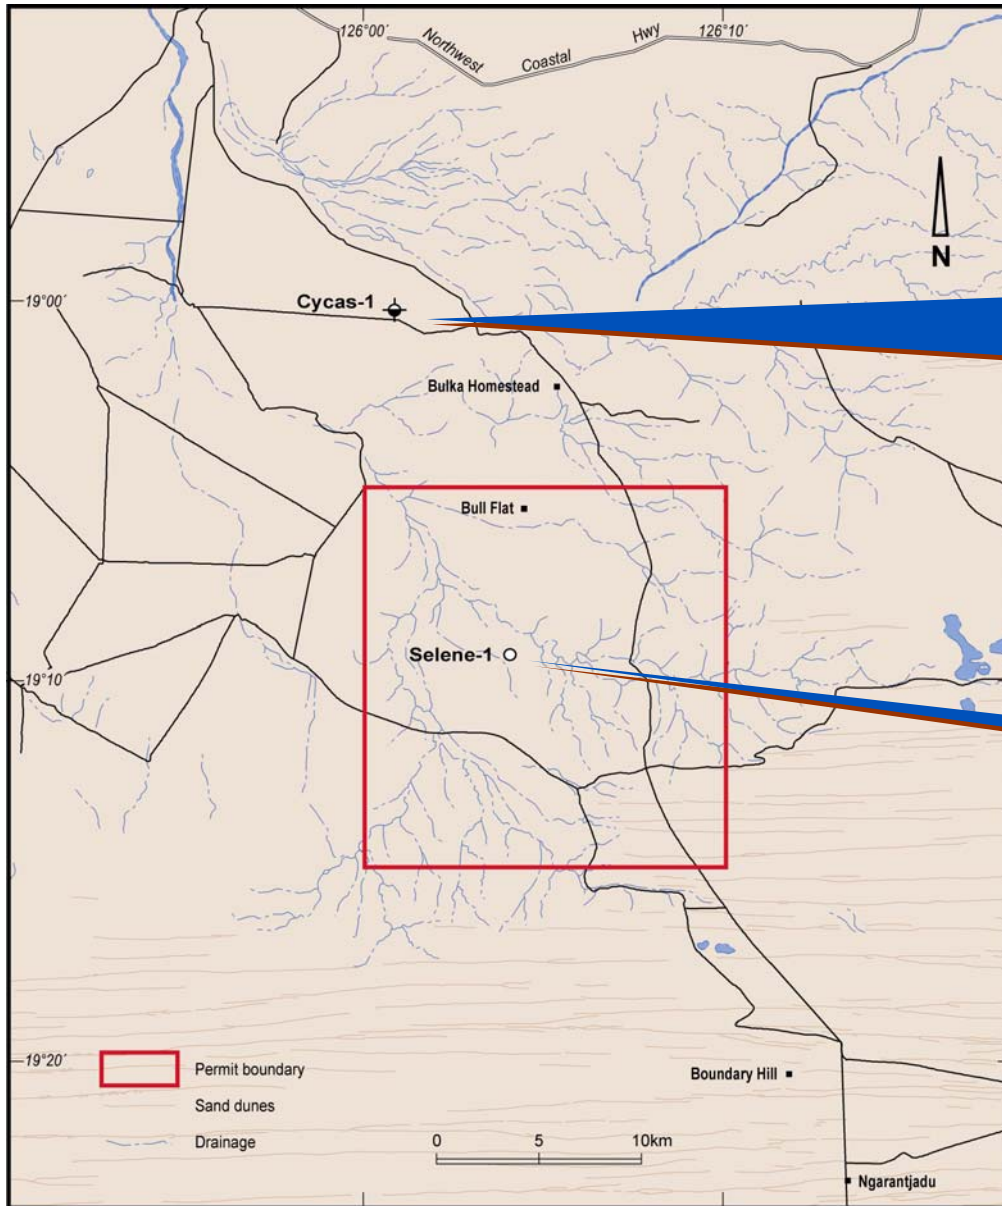 126°00´
126°10´
Northwest Coastal Hwy
N
19°00´
Cycas-1
Bulka Homestead
Bull Flat
Selene-1
19°10´
19°20´
Boundary Hill
Permit boundary
Sand dunes
Drainage
0 5 10km
Ngarantjadu